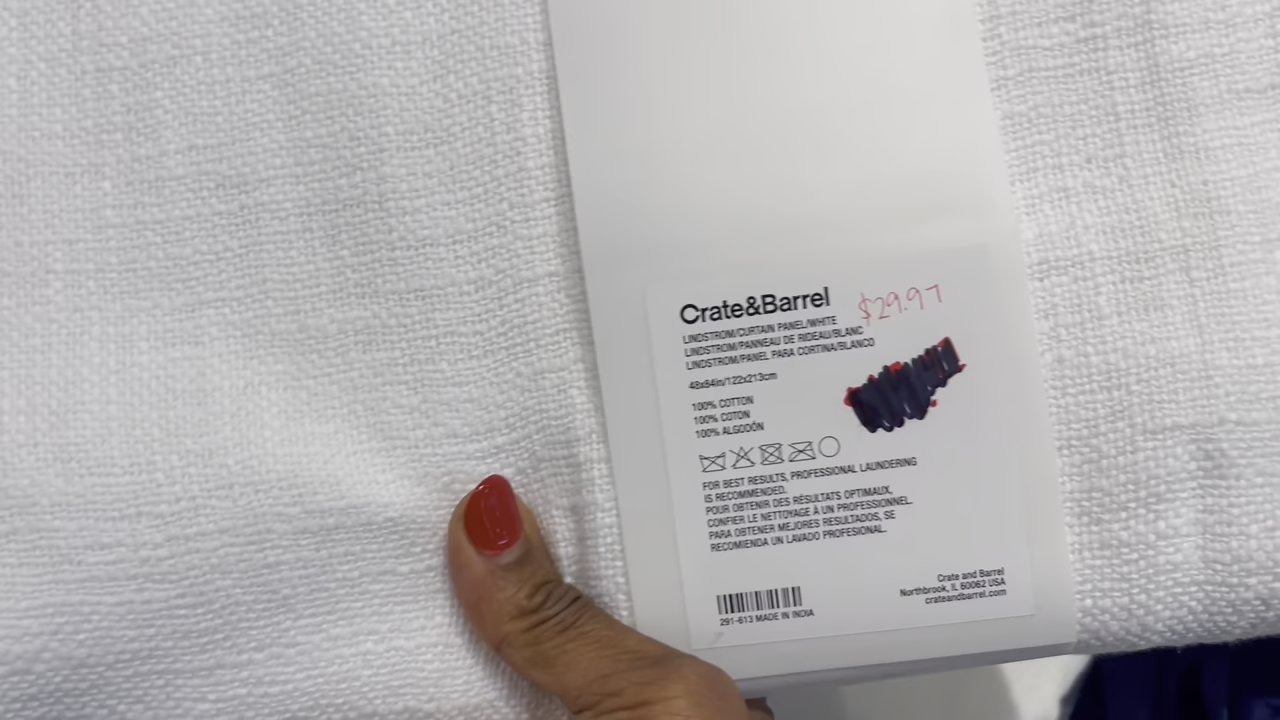 Crate&Barrel
$29.97
LINDSTROM/CURTAIN PANEL/WHITE
LINDSTROM/PANNEAU DE RIDEAU/BLANC
LINDSTROM/PANEL PARA CORTINA/BLANCO
48x84in/122x213cm
100% COTTON
100% COTON
100% ALGODÓN
FOR BEST RESULTS, PROFESSIONAL LAUNDERING
IS RECOMMENDED.
POUR OBTENIR DES RÉSULTATS OPTIMAUX,
CONFIER LE NETTOYAGE À UN PROFESSIONNEL.
PARA OBTENER MEJORES RESULTADOS, SE
RECOMIENDA UN LAVADO PROFESIONAL.
291-613 MADE IN INDIA
Crate and Barrel
Northbrook, IL 60062 USA
crateandbarrel.com